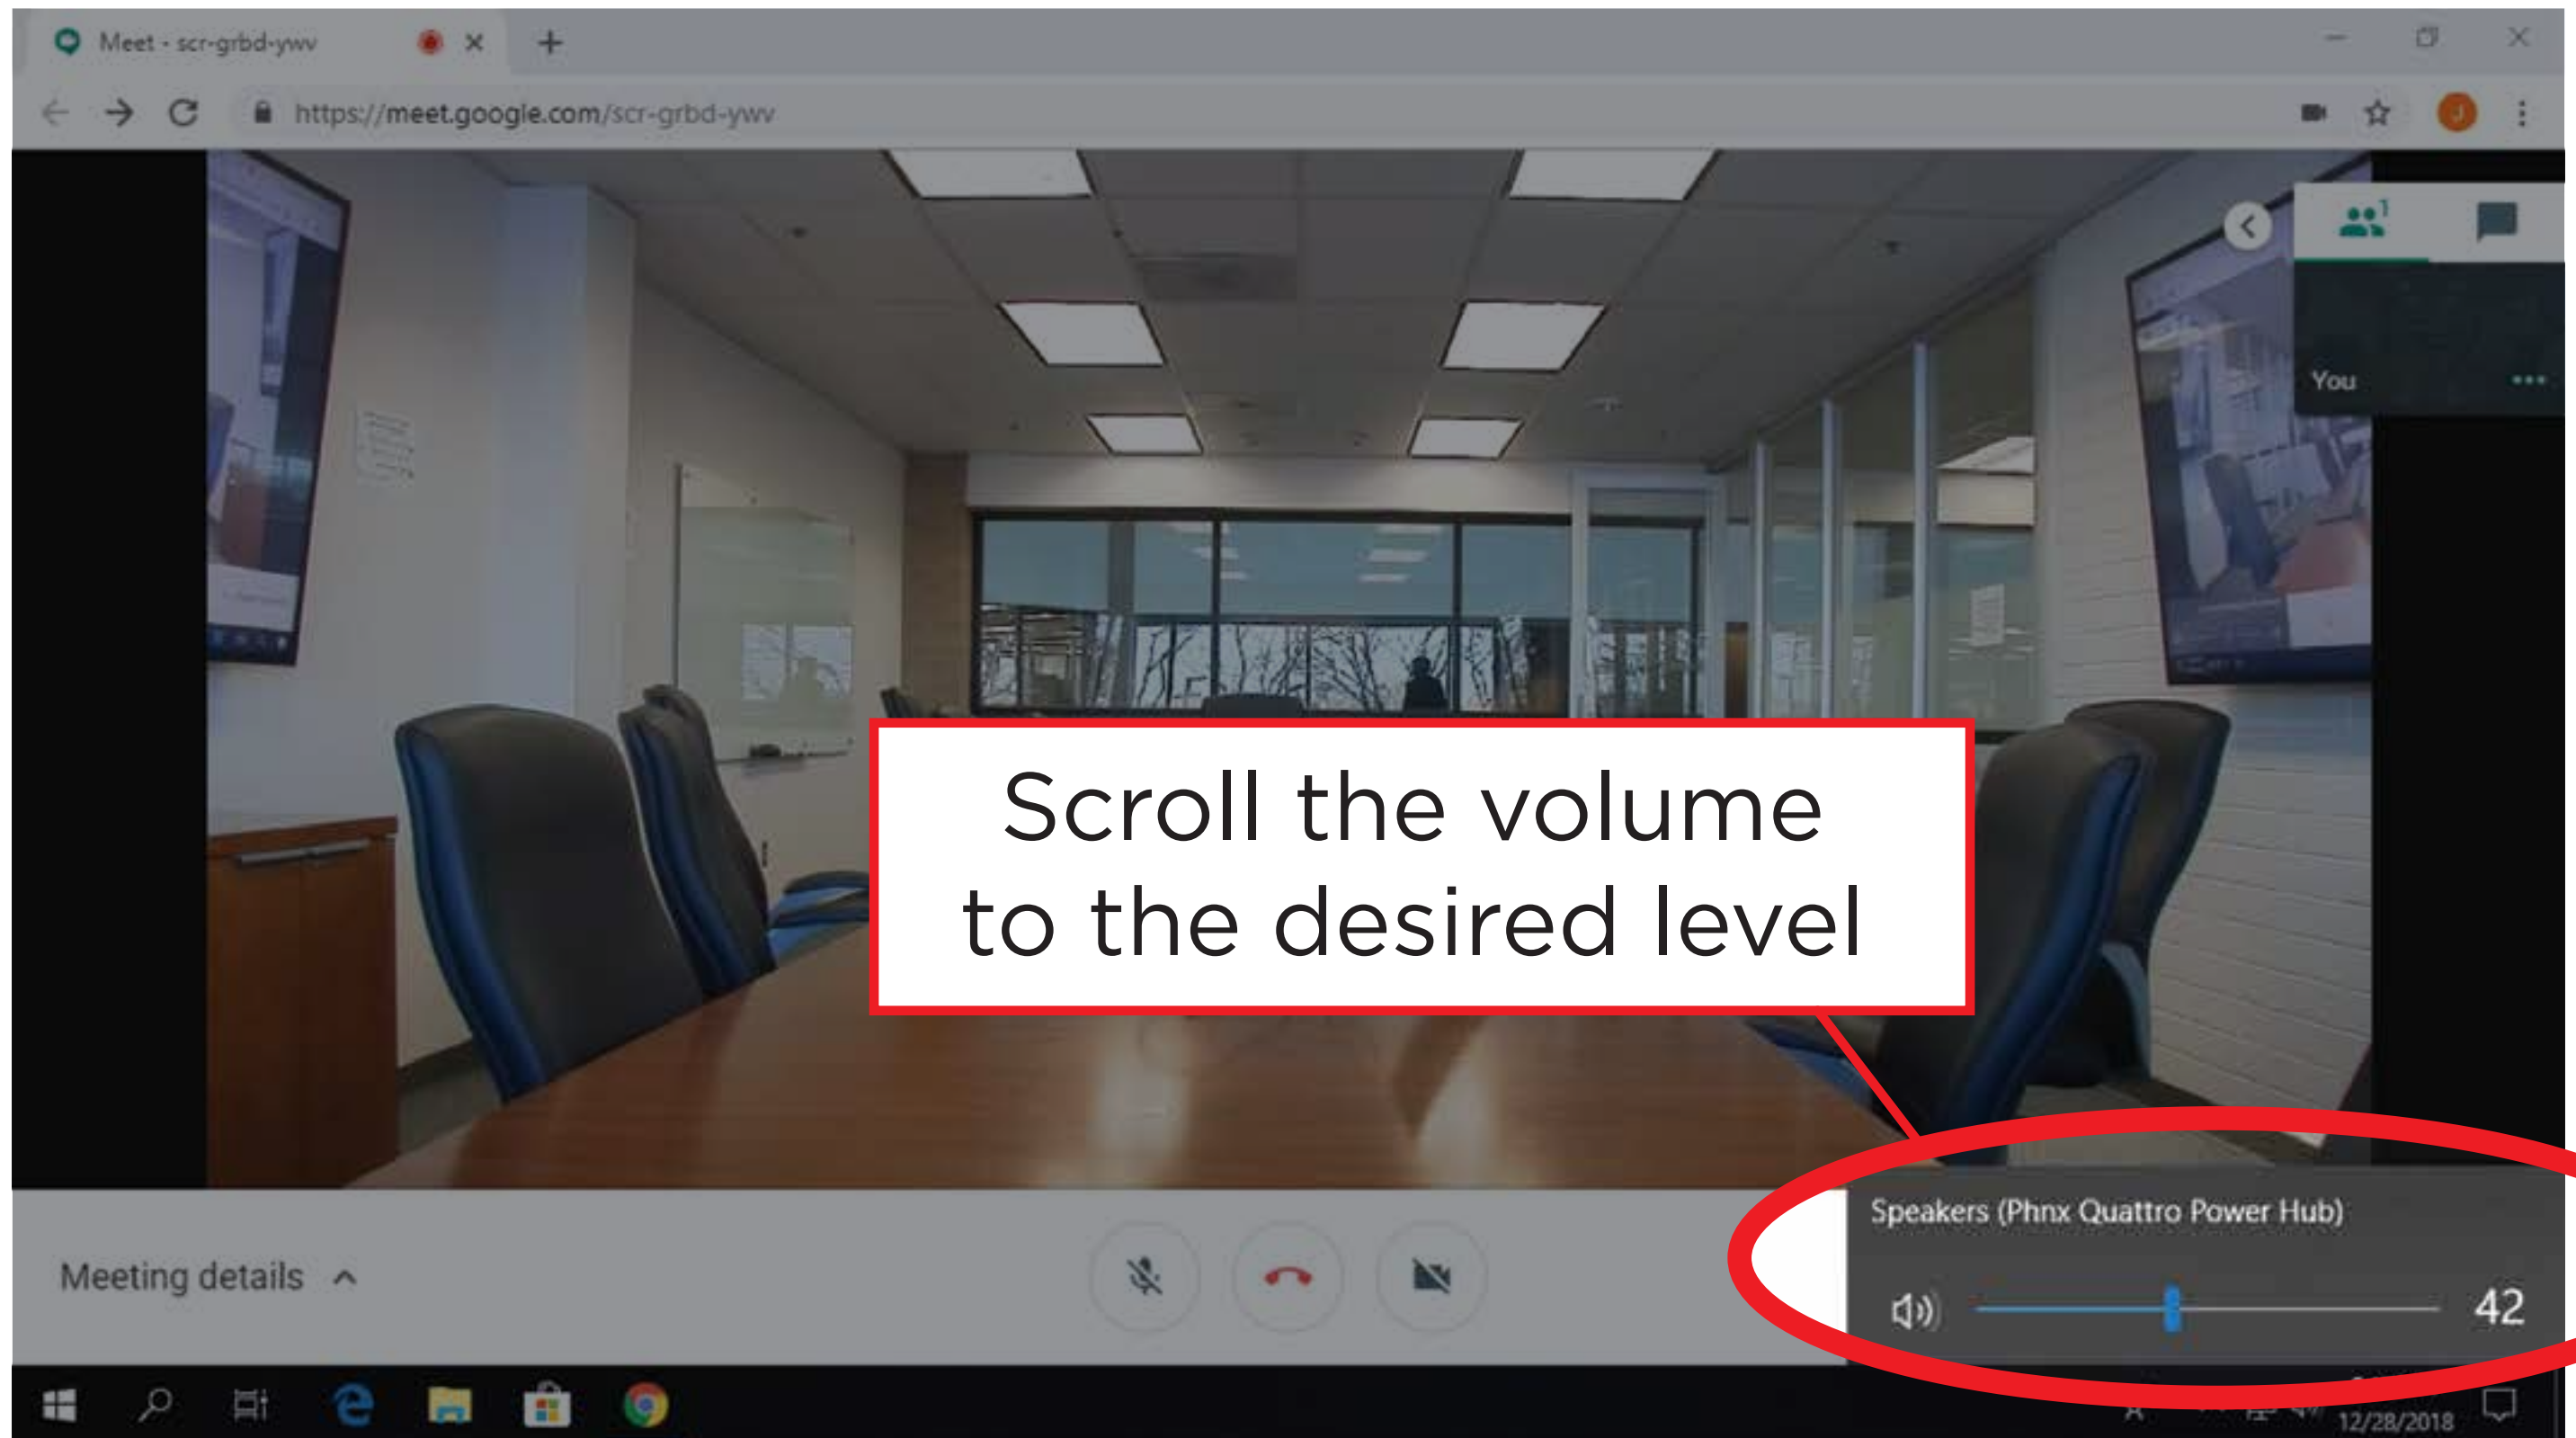 Meet - scr-grbd-ywv
https://meet.google.com/scr-grbd-ywv
J
1
You
Scroll the volume
to the desired level
Speakers (Phnx Quattro Power Hub)
42
Meeting details
12/28/2018